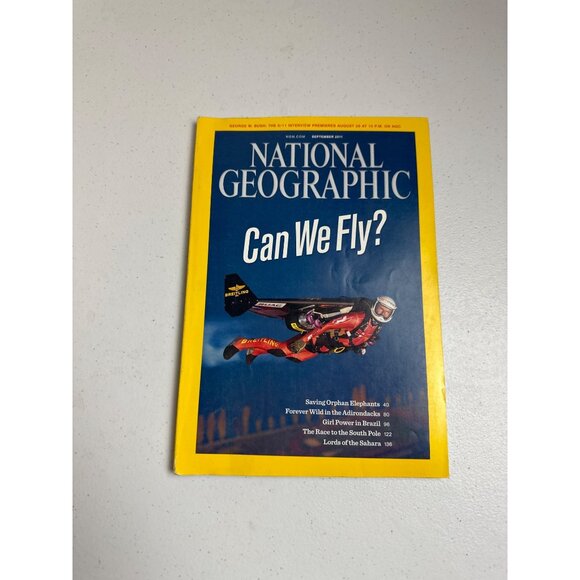 GEORGE W. BUSH: THE 9/11 INTERVIEW PREMIERES AUGUST 28 AT 10 P.M. ON NGC
NGM.COM SEPTEMBER 2011
NATIONAL
GEOGRAPHIC
Can We Fly?
BREITLING
BREITLING
Saving Orphan Elephants 40
Forever Wild in the Adirondacks 80
Girl Power in Brazil 96
The Race to the South Pole 122
Lords of the Sahara 136